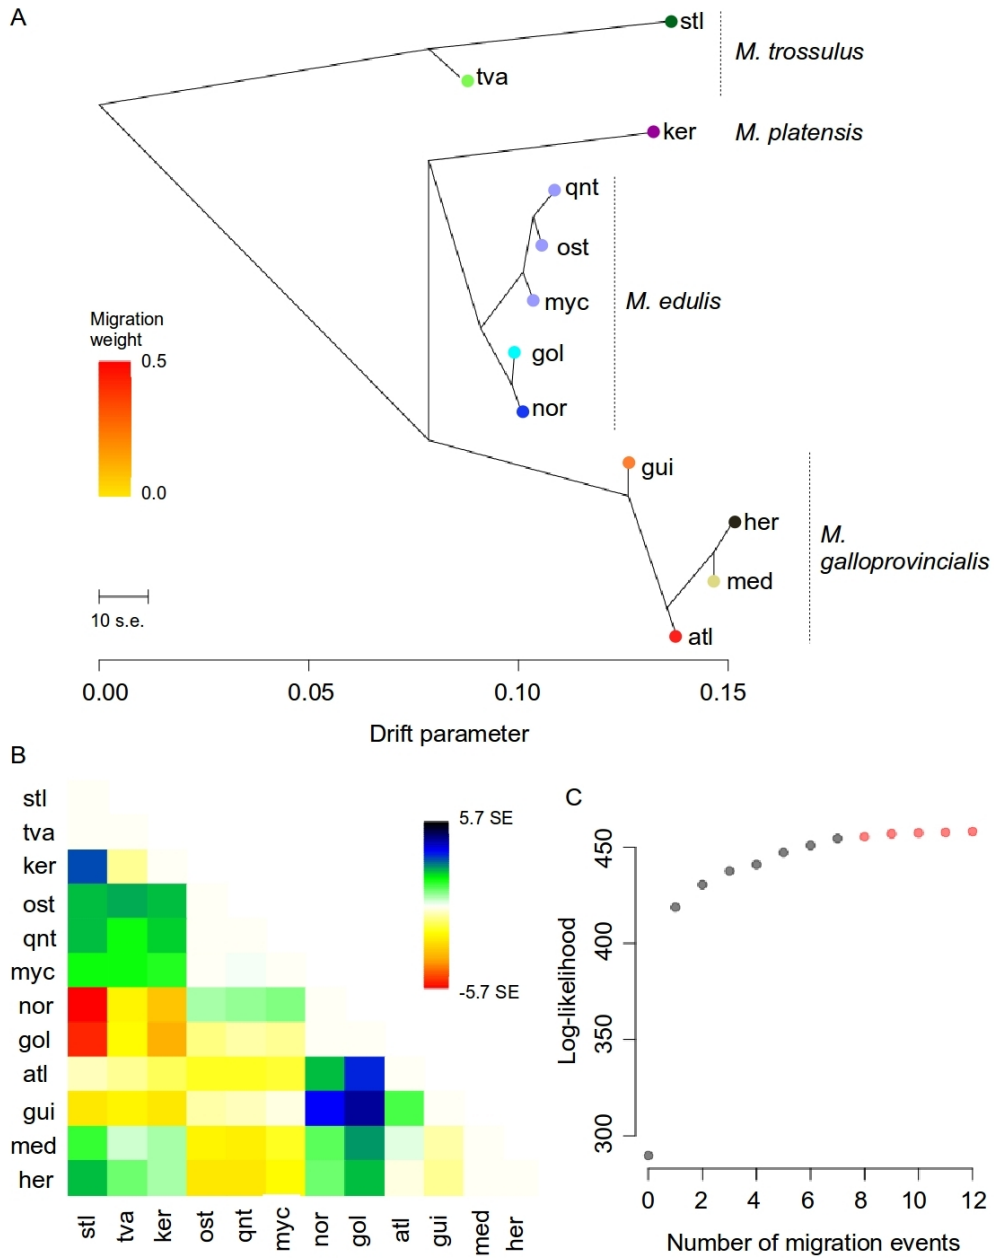 A
stl
M. trossulus
tva
ker
M. platensis
qnt
ost
myc
M. edulis
gol
nor
Migration
weight
0.5
0.0
gui
her
M.
galloprovincialis
med
atl
10 s.e.
0.00 0.05 0.10 0.15
Drift parameter
B
stl
tva
ker
ost
qnt
myc
nor
gol
atl
gui
med
her
stl tva ker ost qnt myc nor gol atl gui med her
5.7 SE
-5.7 SE
C
Log-likelihood
450
400
350
300
0 2 4 6 8 10 12
Number of migration events